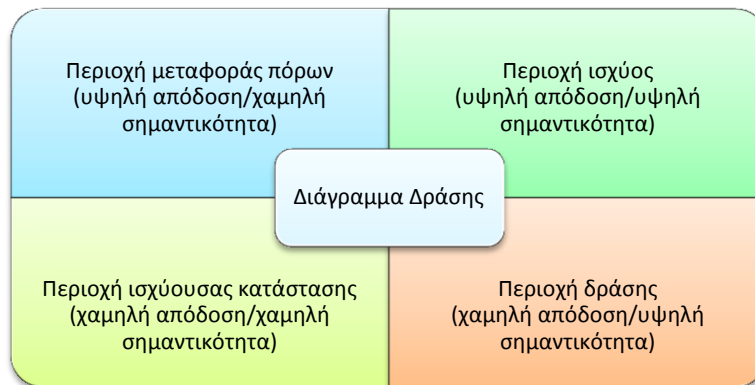 Περιοχή μεταφοράς πόρων
(υψηλή απόδοση/χαμηλή
σημαντικότητα)
Περιοχή ισχύος
(υψηλή απόδοση/υψηλή
σημαντικότητα)
Διάγραμμα Δράσης
Περιοχή ισχύουσας κατάστασης
(χαμηλή απόδοση/χαμηλή
σημαντικότητα)
Περιοχή δράσης
(χαμηλή απόδοση/υψηλή
σημαντικότητα)